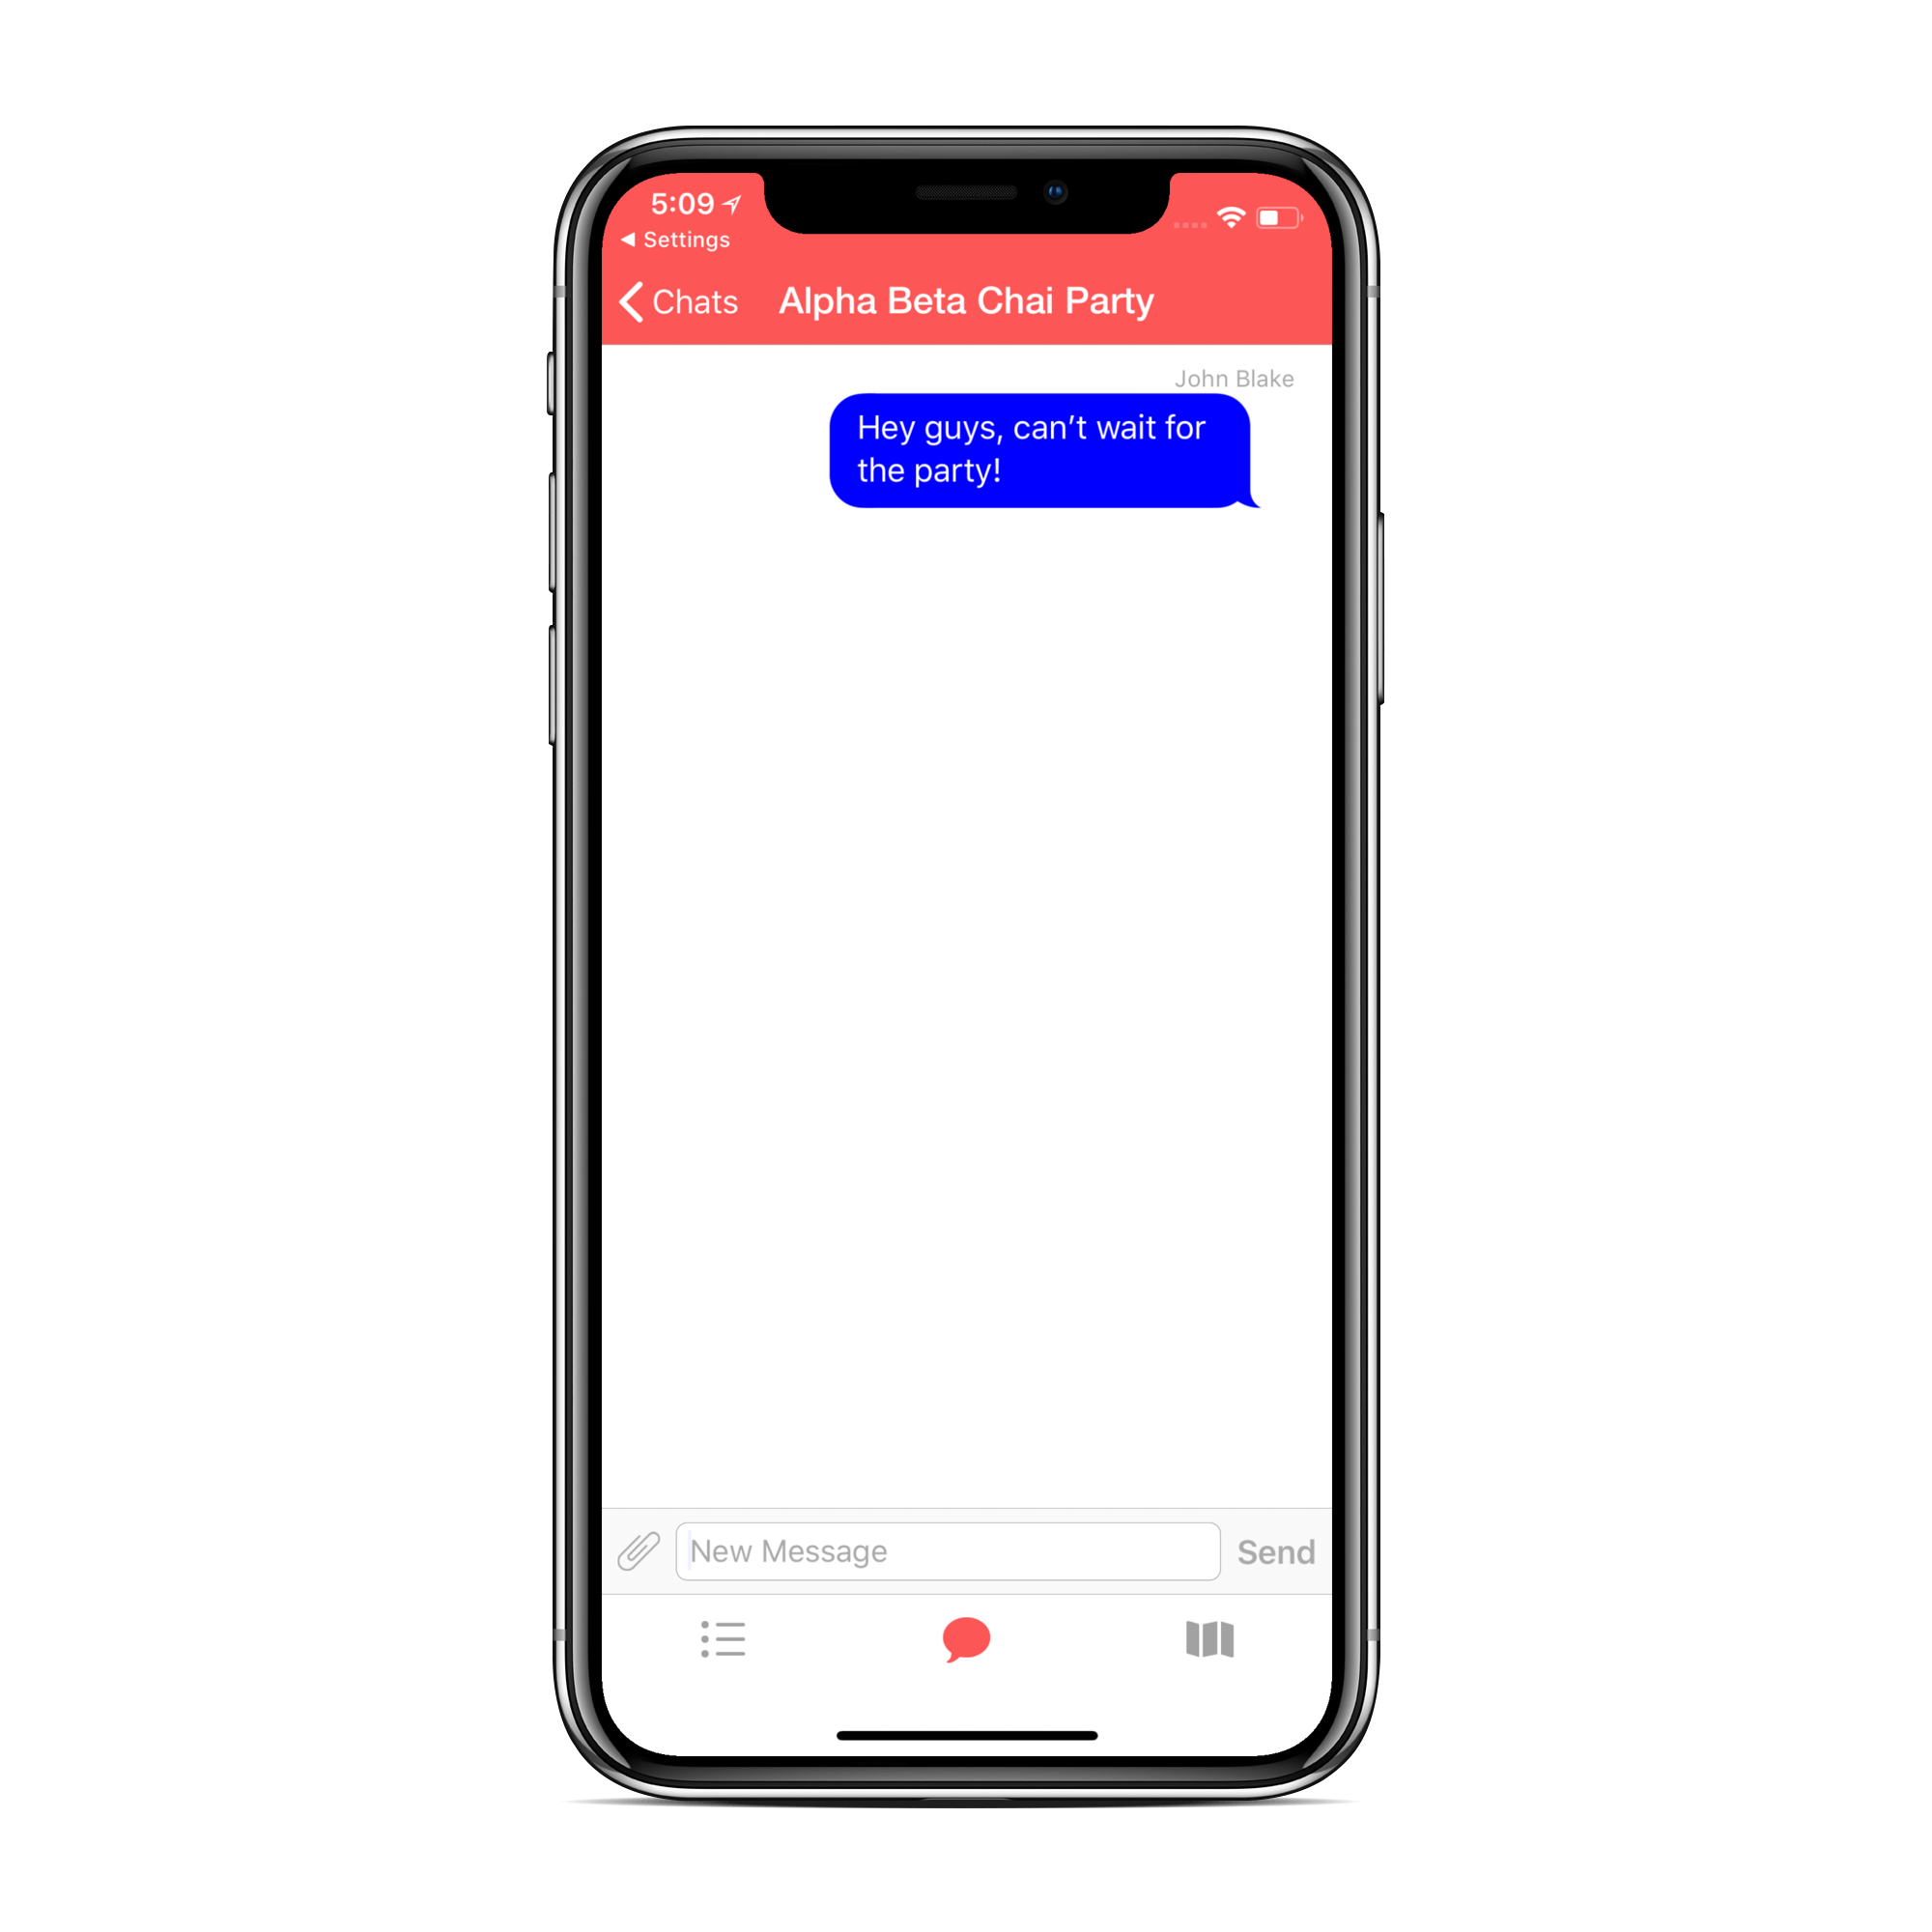 5:09
Settings
Chats
Alpha Beta Chai Party
John Blake
Hey guys, can’t wait for
the party!
New Message
Send